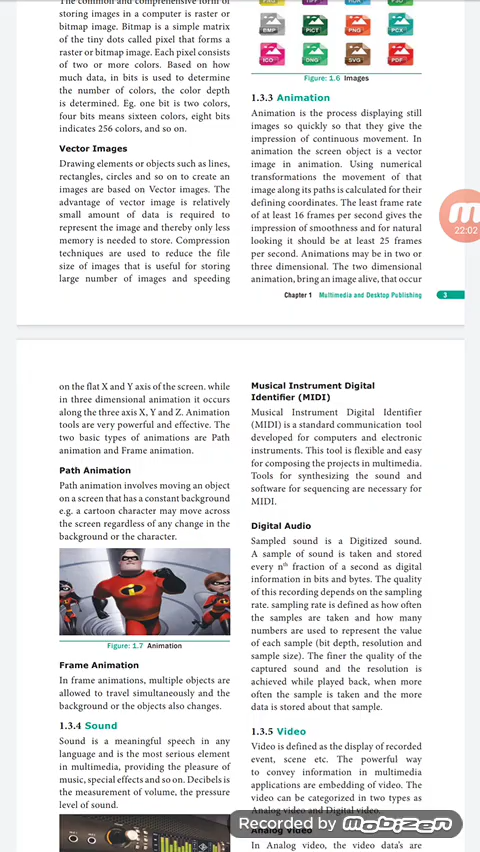 The common and comprehensive form of
storing images in a computer is raster or
bitmap image. Bitmap is a simple matrix
of the tiny dots called pixel that forms a
raster or bitmap image. Each pixel consists
of two or more colors. Based on how
much data, in bits is used to determine
the number of colors, the color depth
is determined. Eg. one bit is two colors,
four bits means sixteen colors, eight bits
indicates 256 colors, and so on.
Vector Images
Drawing elements or objects such as lines,
rectangles, circles and so on to create an
images are based on Vector images. The
advantage of vector image is relatively
small amount of data is required to
represent the image and thereby only less
memory is needed to store. Compression
techniques are used to reduce the file
size of images that is useful for storing
large number of images and speeding
BMP PICT PNG PCX
ICO DNG SVG PDF
Figure: 1.6 Images
1.3.3 Animation
Animation is the process displaying still
images so quickly so that they give the
impression of continuous movement. In
animation the screen object is a vector
image in animation. Using numerical
transformations the movement of that
image along its paths is calculated for their
defining coordinates. The least frame rate
of at least 16 frames per second gives the
impression of smoothness and for natural
looking it should be at least 25 frames
per second. Animations may be in two or
three dimensional. The two dimensional
animation, bring an image alive, that occur
22:02
Chapter 1 Multimedia and Desktop Publishing 3
on the flat X and Y axis of the screen. while
in three dimensional animation it occurs
along the three axis X, Y and Z. Animation
tools are very powerful and effective. The
two basic types of animations are Path
animation and Frame animation.
Path Animation
Path animation involves moving an object
on a screen that has a constant background
e.g. a cartoon character may move across
the screen regardless of any change in the
background or the character.
Figure: 1.7 Animation
Frame Animation
In frame animations, multiple objects are
allowed to travel simultaneously and the
background or the objects also changes.
1.3.4 Sound
Sound is a meaningful speech in any
language and is the most serious element
in multimedia, providing the pleasure of
music, special effects and so on. Decibels is
the measurement of volume, the pressure
level of sound.
Musical Instrument Digital
Identifier (MIDI)
Musical Instrument Digital Identifier
(MIDI) is a standard communication tool
developed for computers and electronic
instruments. This tool is flexible and easy
for composing the projects in multimedia.
Tools for synthesizing the sound and
software for sequencing are necessary for
MIDI.
Digital Audio
Sampled sound is a Digitized sound.
A sample of sound is taken and stored
every nth fraction of a second as digital
information in bits and bytes. The quality
of this recording depends on the sampling
rate. sampling rate is defined as how often
the samples are taken and how many
numbers are used to represent the value
of each sample (bit depth, resolution and
sample size). The finer the quality of the
captured sound and the resolution is
achieved while played back, when more
often the sample is taken and the more
data is stored about that sample.
1.3.5 Video
Video is defined as the display of recorded
event, scene etc. The powerful way
to convey information in multimedia
applications are embedding of video. The
video can be categorized in two types as
Analog video and Digital video.
Analog Video
In Analog video, the video data's are
Recorded by MOBIZEN